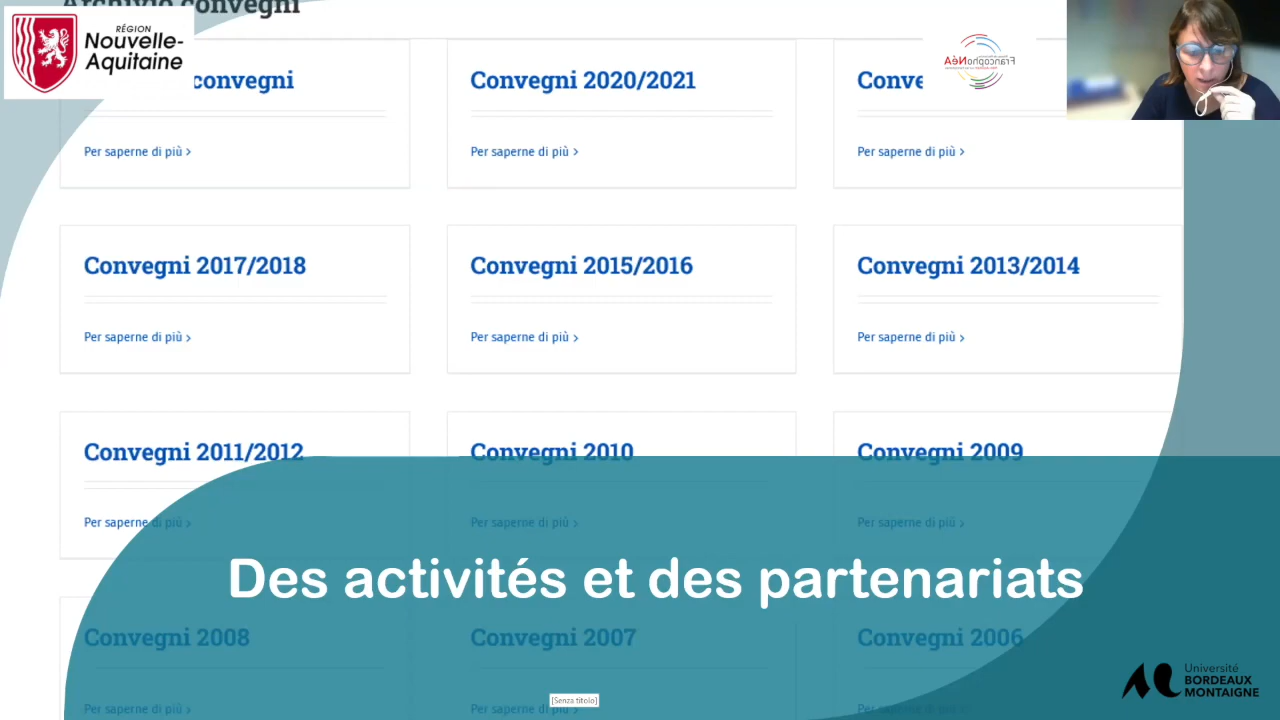 Archivio convegni
RÉGION
Nouvelle-
Aquitaine
convegni
Convegni 2020/2021
Conve
FrancophoNéA
Per saperne di più >
Per saperne di più >
Per saperne di più >
Convegni 2017/2018
Convegni 2015/2016
Convegni 2013/2014
Per saperne di più >
Per saperne di più >
Per saperne di più >
Convegni 2011/2012
Convegni 2010
Convegni 2009
Per saperne di più >
Per saperne di più >
Per saperne di più >
Des activités et des partenariats
Convegni 2008
Convegni 2007
Convegni 2006
Per saperne di più >
[Senza titolo]
Per saperne di più >
Per saperne di più >
Université
BORDEAUX
MONTAIGNE